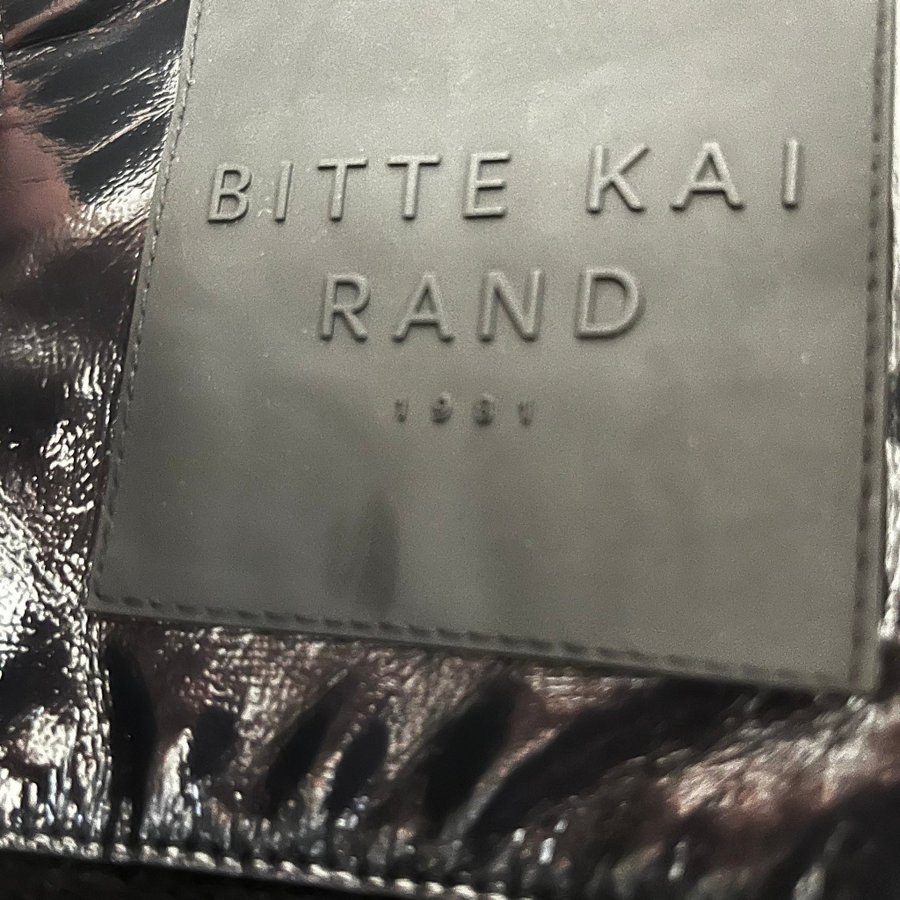 BITTE KAI
RAND
1981